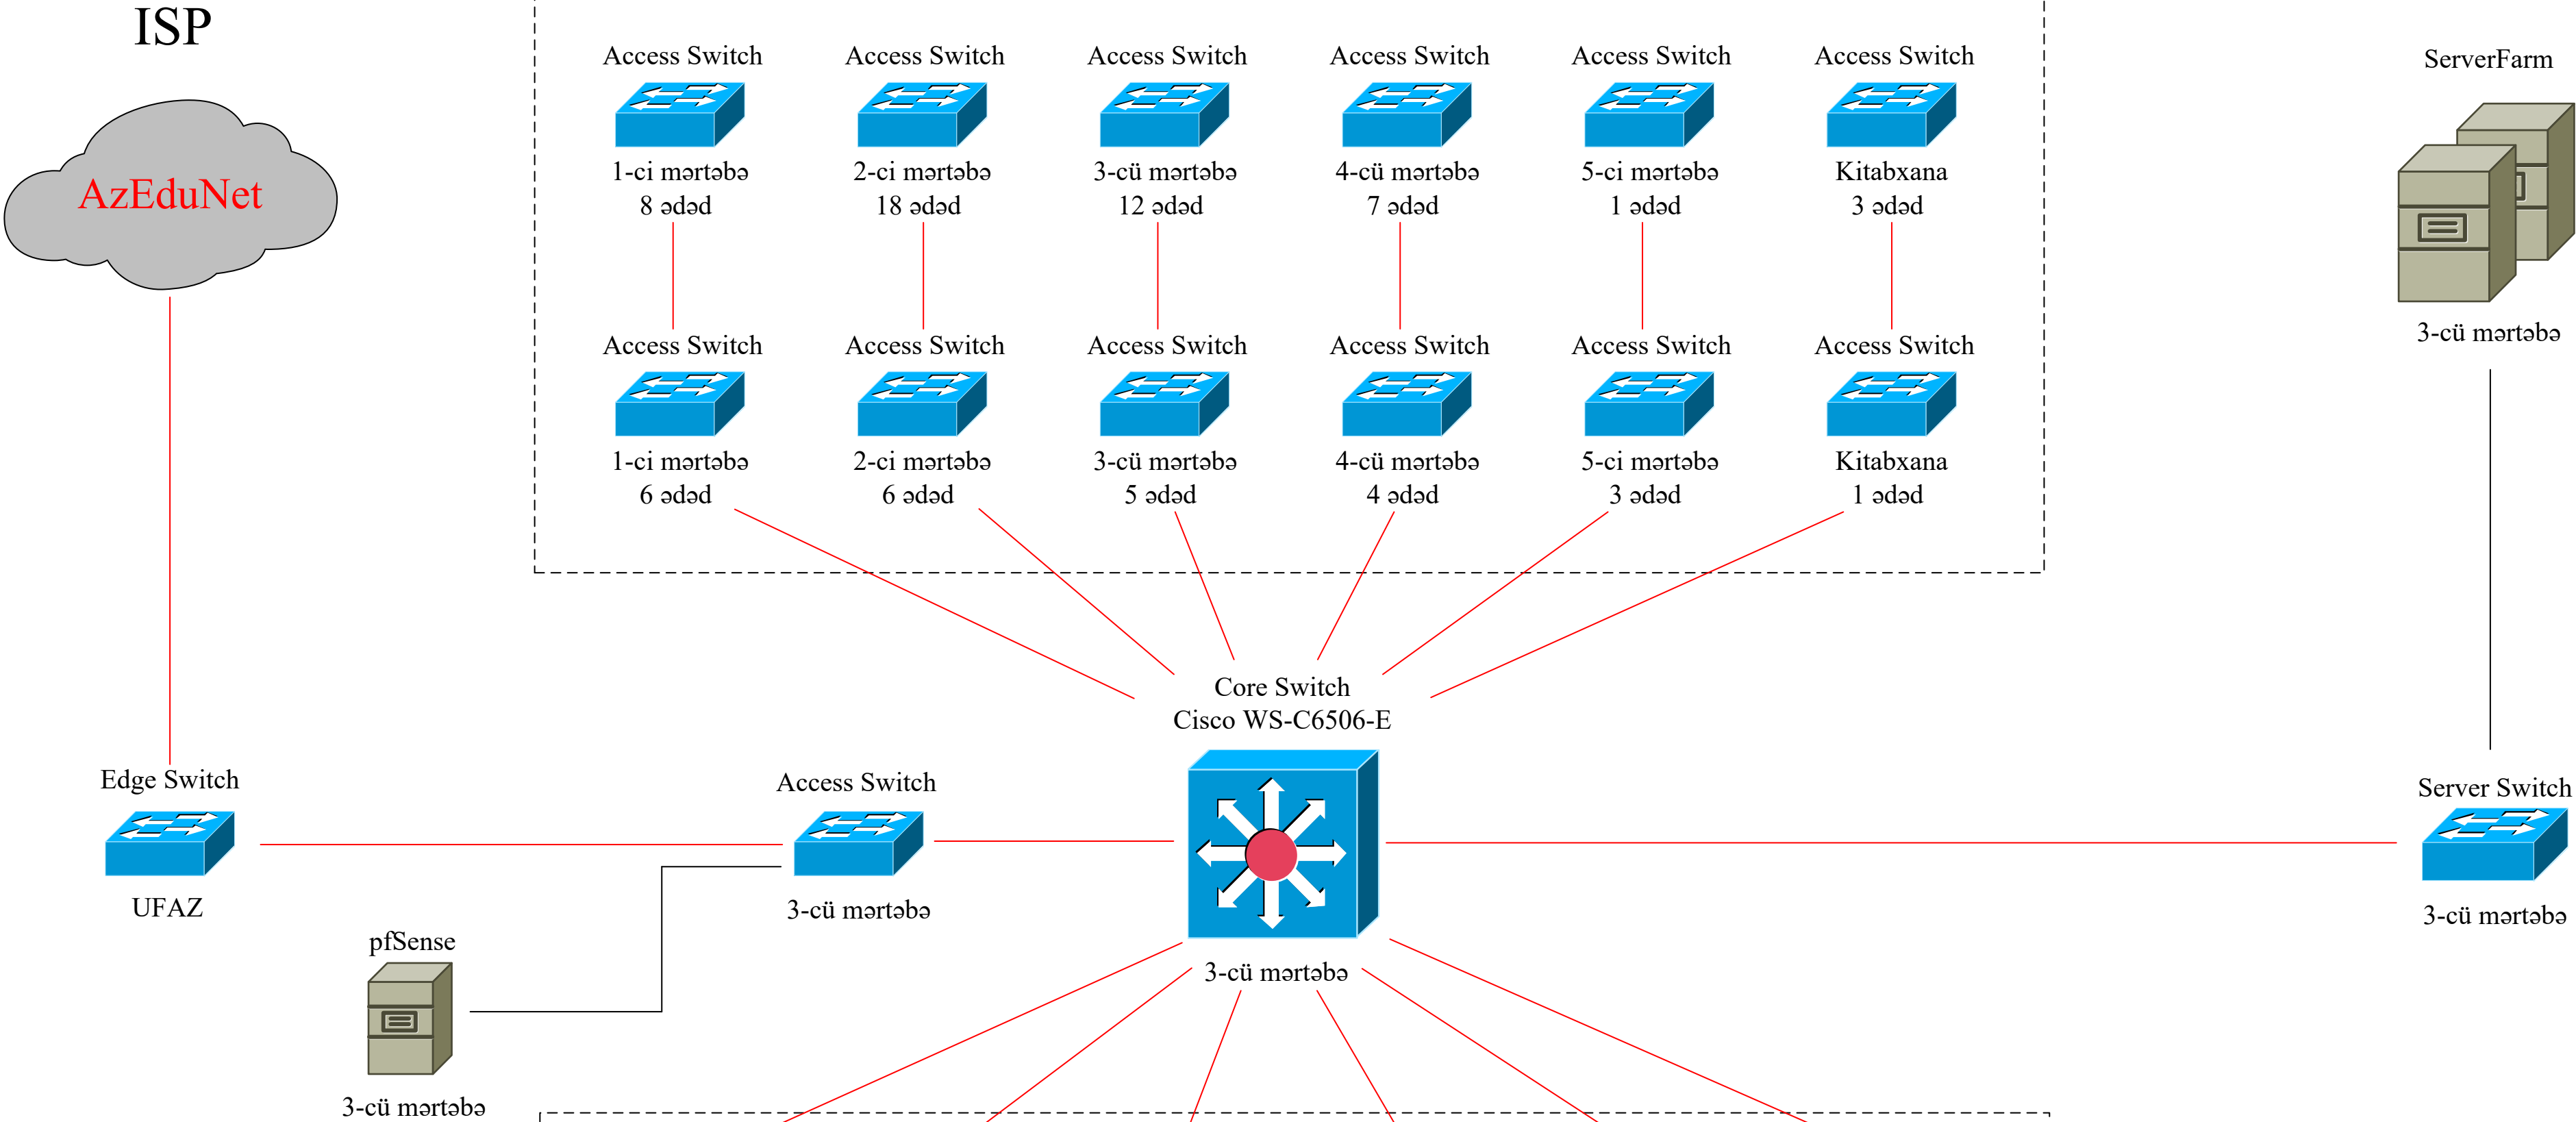 ISP
AzEduNet
Access Switch
1-ci mərtəbə
8 ədəd
Access Switch
2-ci mərtəbə
18 ədəd
Access Switch
3-cü mərtəbə
12 ədəd
Access Switch
4-cü mərtəbə
7 ədəd
Access Switch
5-ci mərtəbə
1 ədəd
Access Switch
Kitabxana
3 ədəd
ServerFarm
3-cü mərtəbə
Access Switch
1-ci mərtəbə
6 ədəd
Access Switch
2-ci mərtəbə
6 ədəd
Access Switch
3-cü mərtəbə
5 ədəd
Access Switch
4-cü mərtəbə
4 ədəd
Access Switch
5-ci mərtəbə
3 ədəd
Access Switch
Kitabxana
1 ədəd
Core Switch
Cisco WS-C6506-E
3-cü mərtəbə
Edge Switch
UFAZ
Access Switch
3-cü mərtəbə
Server Switch
3-cü mərtəbə
pfSense
3-cü mərtəbə